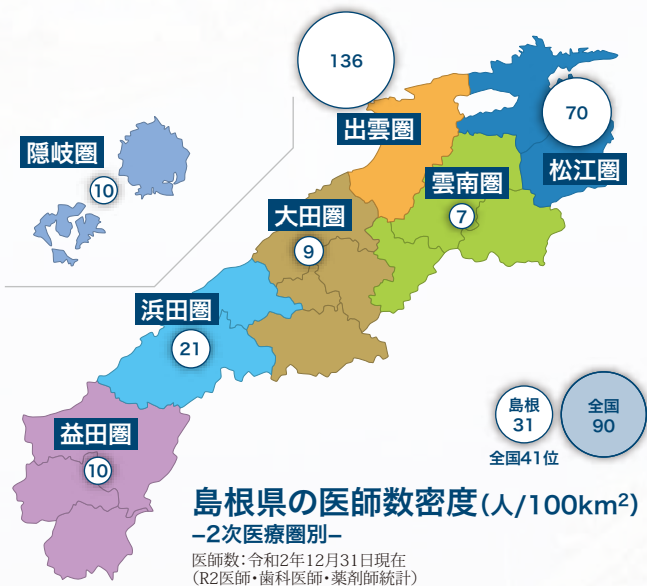 136
出雲圏
70
松江圏
隠岐圏
10
雲南圏
7
大田圏
9
浜田圏
21
益田圏
10
島根
31
全国41位
全国
90
島根県の医師数密度(人/100km²)
–2次医療圏別–
医師数:令和2年12月31日現在
(R2医師・歯科医師・薬剤師統計)